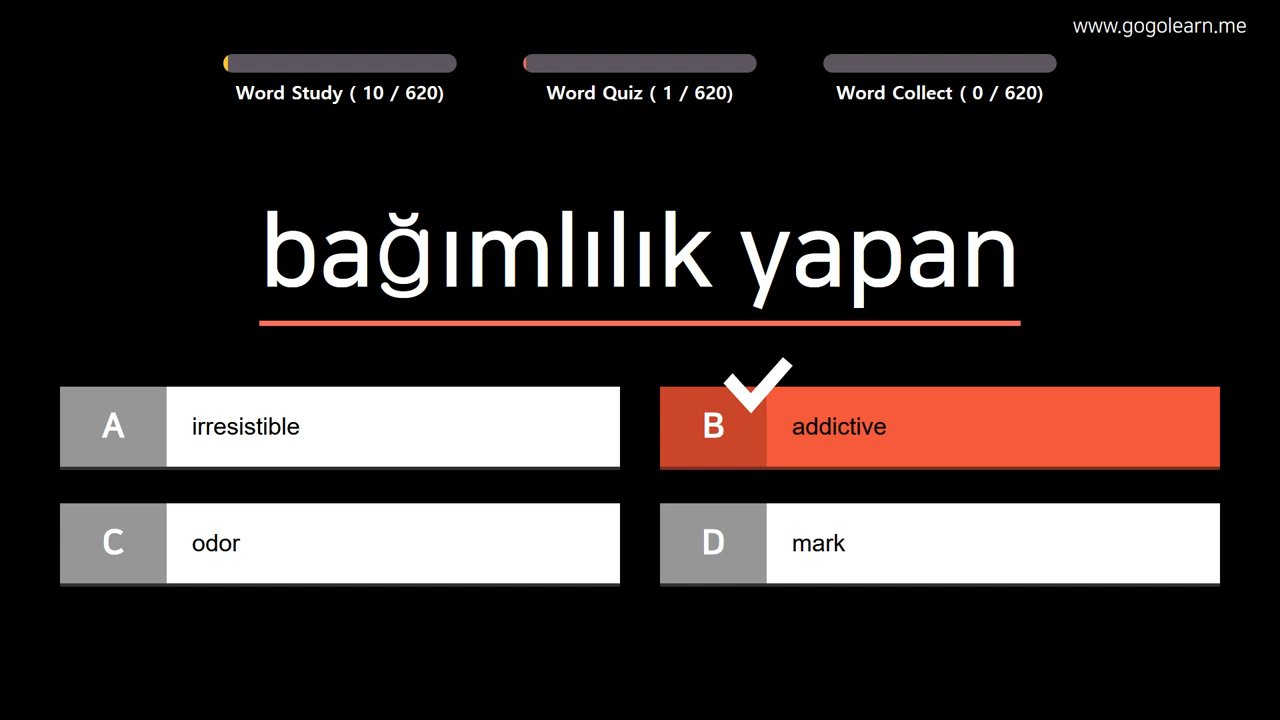 www.gogolearn.me
Word Study ( 10 / 620)
Word Quiz ( 1 / 620)
Word Collect ( 0 / 620)
bağımlılık yapan
A irresistible
B addictive
C odor
D mark